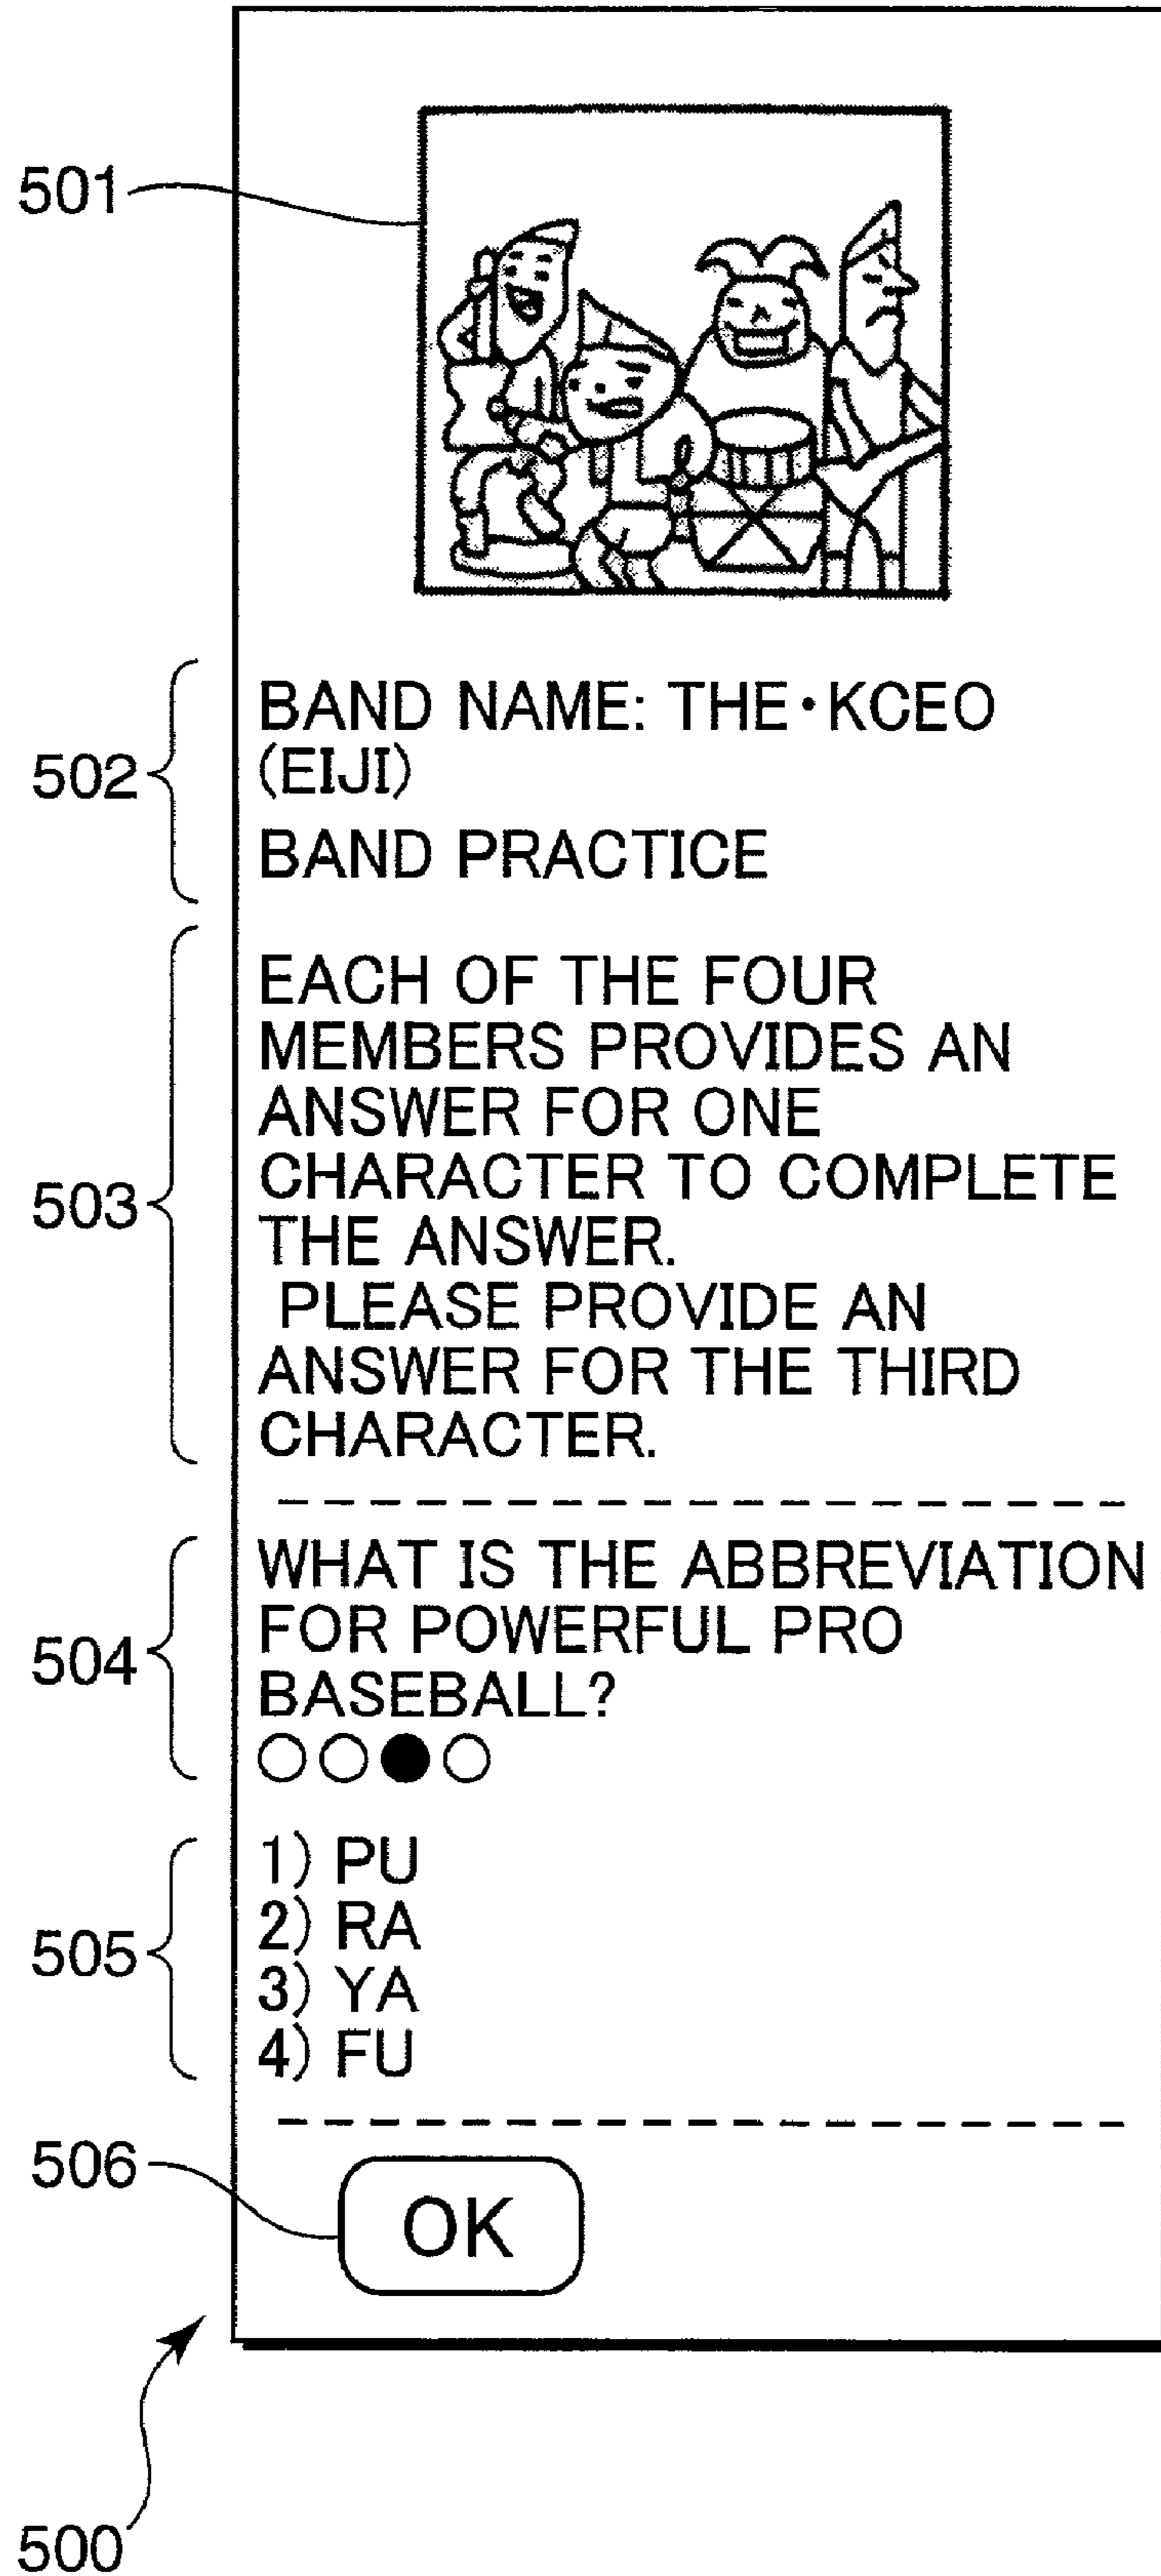 501
BAND NAME: THE·KCEO
(EIJI)
502
BAND PRACTICE
EACH OF THE FOUR
MEMBERS PROVIDES AN
ANSWER FOR ONE
CHARACTER TO COMPLETE
503
THE ANSWER.
PLEASE PROVIDE AN
ANSWER FOR THE THIRD
CHARACTER.
WHAT IS THE ABBREVIATION
FOR POWERFUL PRO
504
BASEBALL?
○○●○
1) PU
2) RA
505
3) YA
4) FU
506
OK
500